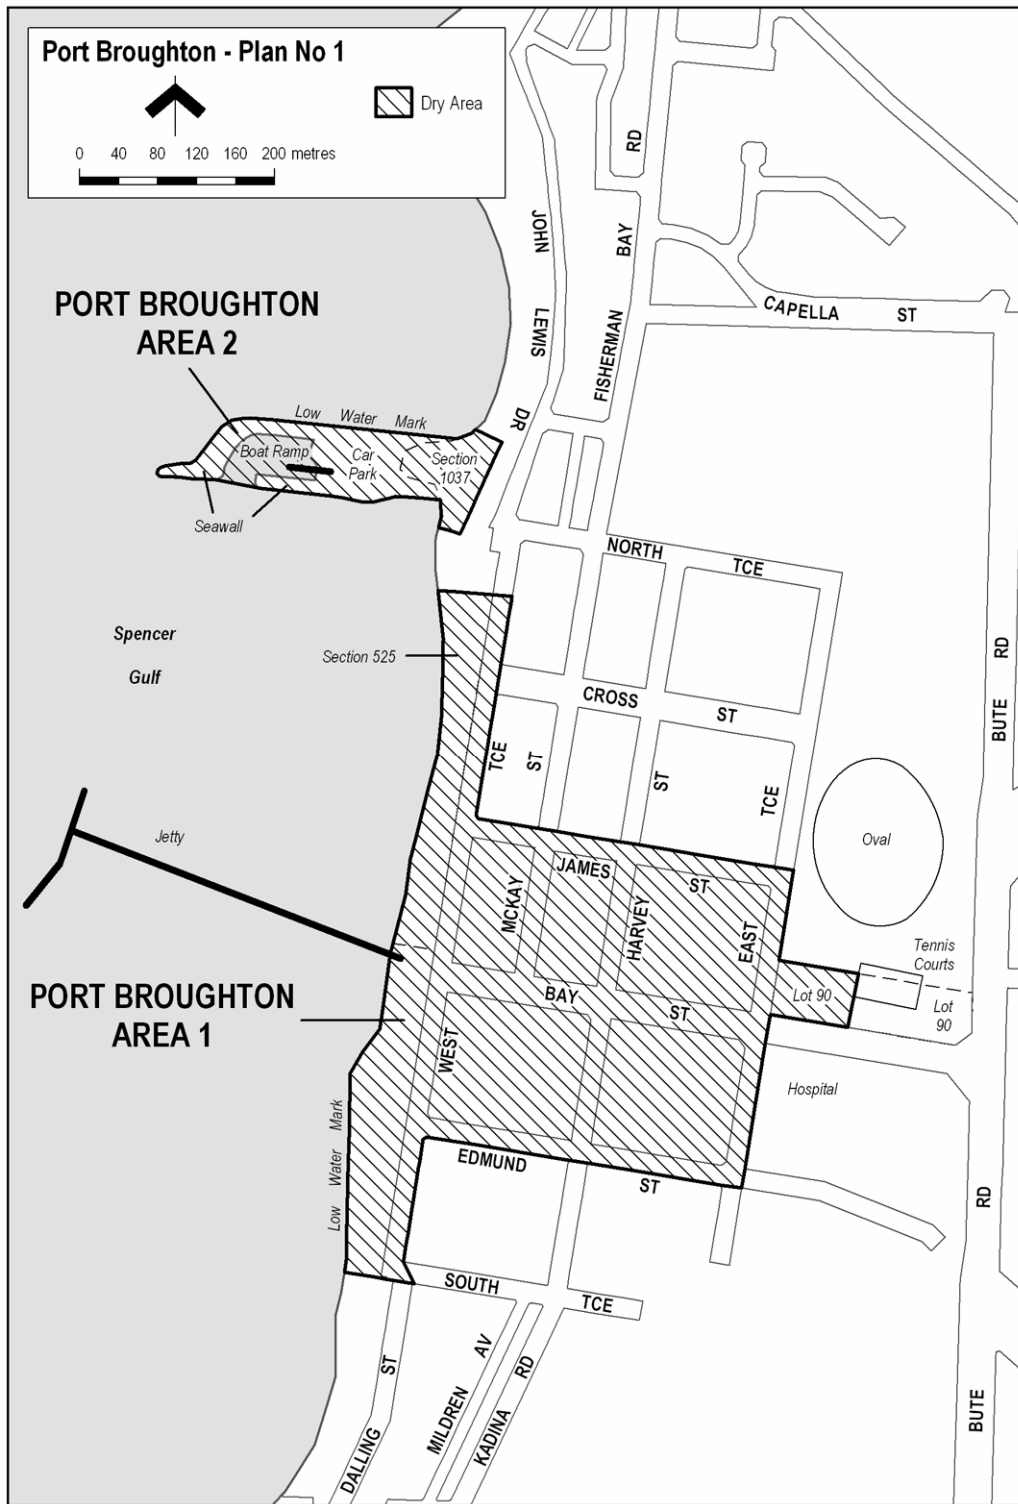 Port Broughton - Plan No 1
Dry Area
0 40 80 120 160 200 metres
JOHN
LEWIS
DR
RD
BAY
FISHERMAN
CAPELLA ST
PORT BROUGHTON
AREA 2
Low Water Mark
Boat Ramp
Car
Park
Section
1037
Seawall
NORTH TCE
Spencer
Gulf
Section 525
CROSS ST
TCE
ST
ST
TCE
RD
BUTE
Jetty
Oval
JAMES ST
MCKAY
HARVEY
EAST
Tennis
Courts
Lot 90
Lot
90
BAY ST
PORT BROUGHTON
AREA 1
WEST
Hospital
Low Water Mark
EDMUND ST
RD
SOUTH TCE
ST
DALLING
AV
MILDREN
RD
KADINA
BUTE